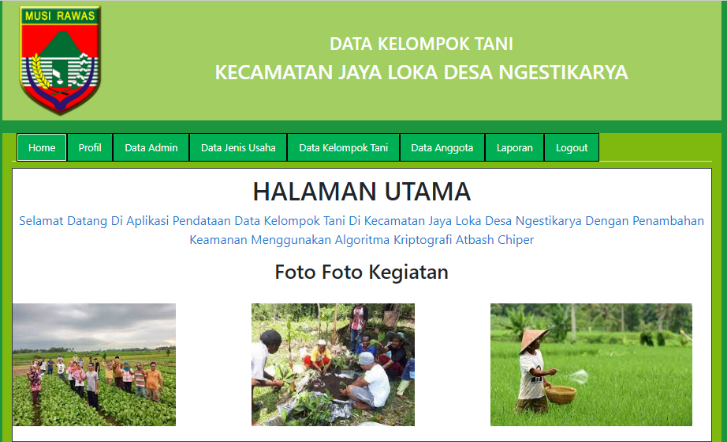 MUSI RAWAS
DATA KELOMPOK TANI
KECAMATAN JAYA LOKA DESA NGESTIKARYA
Home Profil Data Admin Data Jenis Usaha Data Kelompok Tani Data Anggota Laporan Logout
HALAMAN UTAMA
Selamat Datang Di Aplikasi Pendataan Data Kelompok Tani Di Kecamatan Jaya Loka Desa Ngestikarya Dengan Penambahan
Keamanan Menggunakan Algoritma Kriptografi Atbash Chiper
Foto Foto Kegiatan